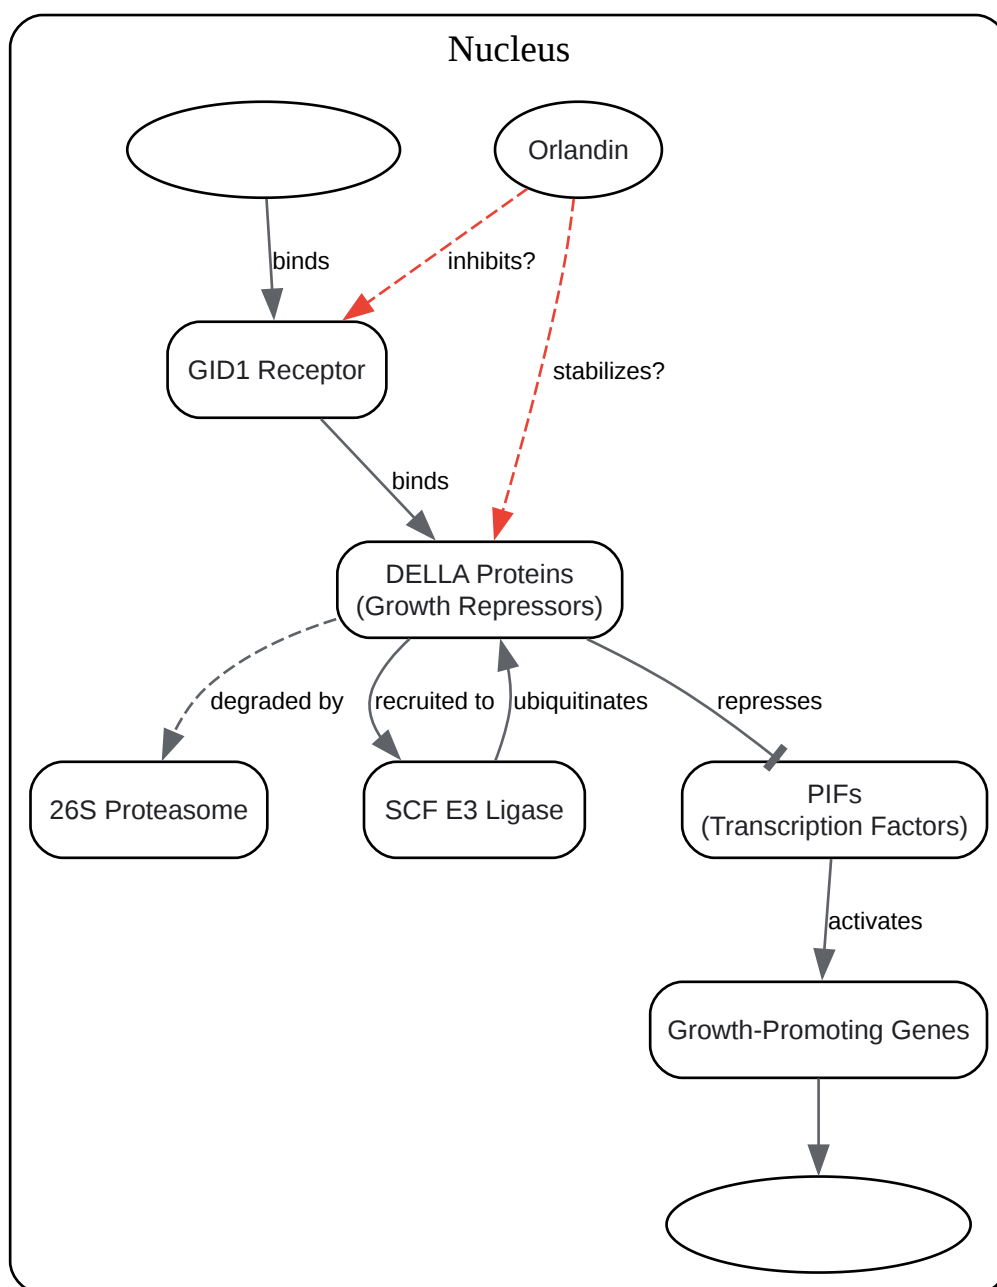 Nucleus
Orlandin
binds
inhibits?
GID1 Receptor
stabilizes?
binds
DELLA Proteins
(Growth Repressors)
degraded by
recruited to
ubiquitinates
represses
26S Proteasome
SCF E3 Ligase
PIFs
(Transcription Factors)
activates
Growth-Promoting Genes